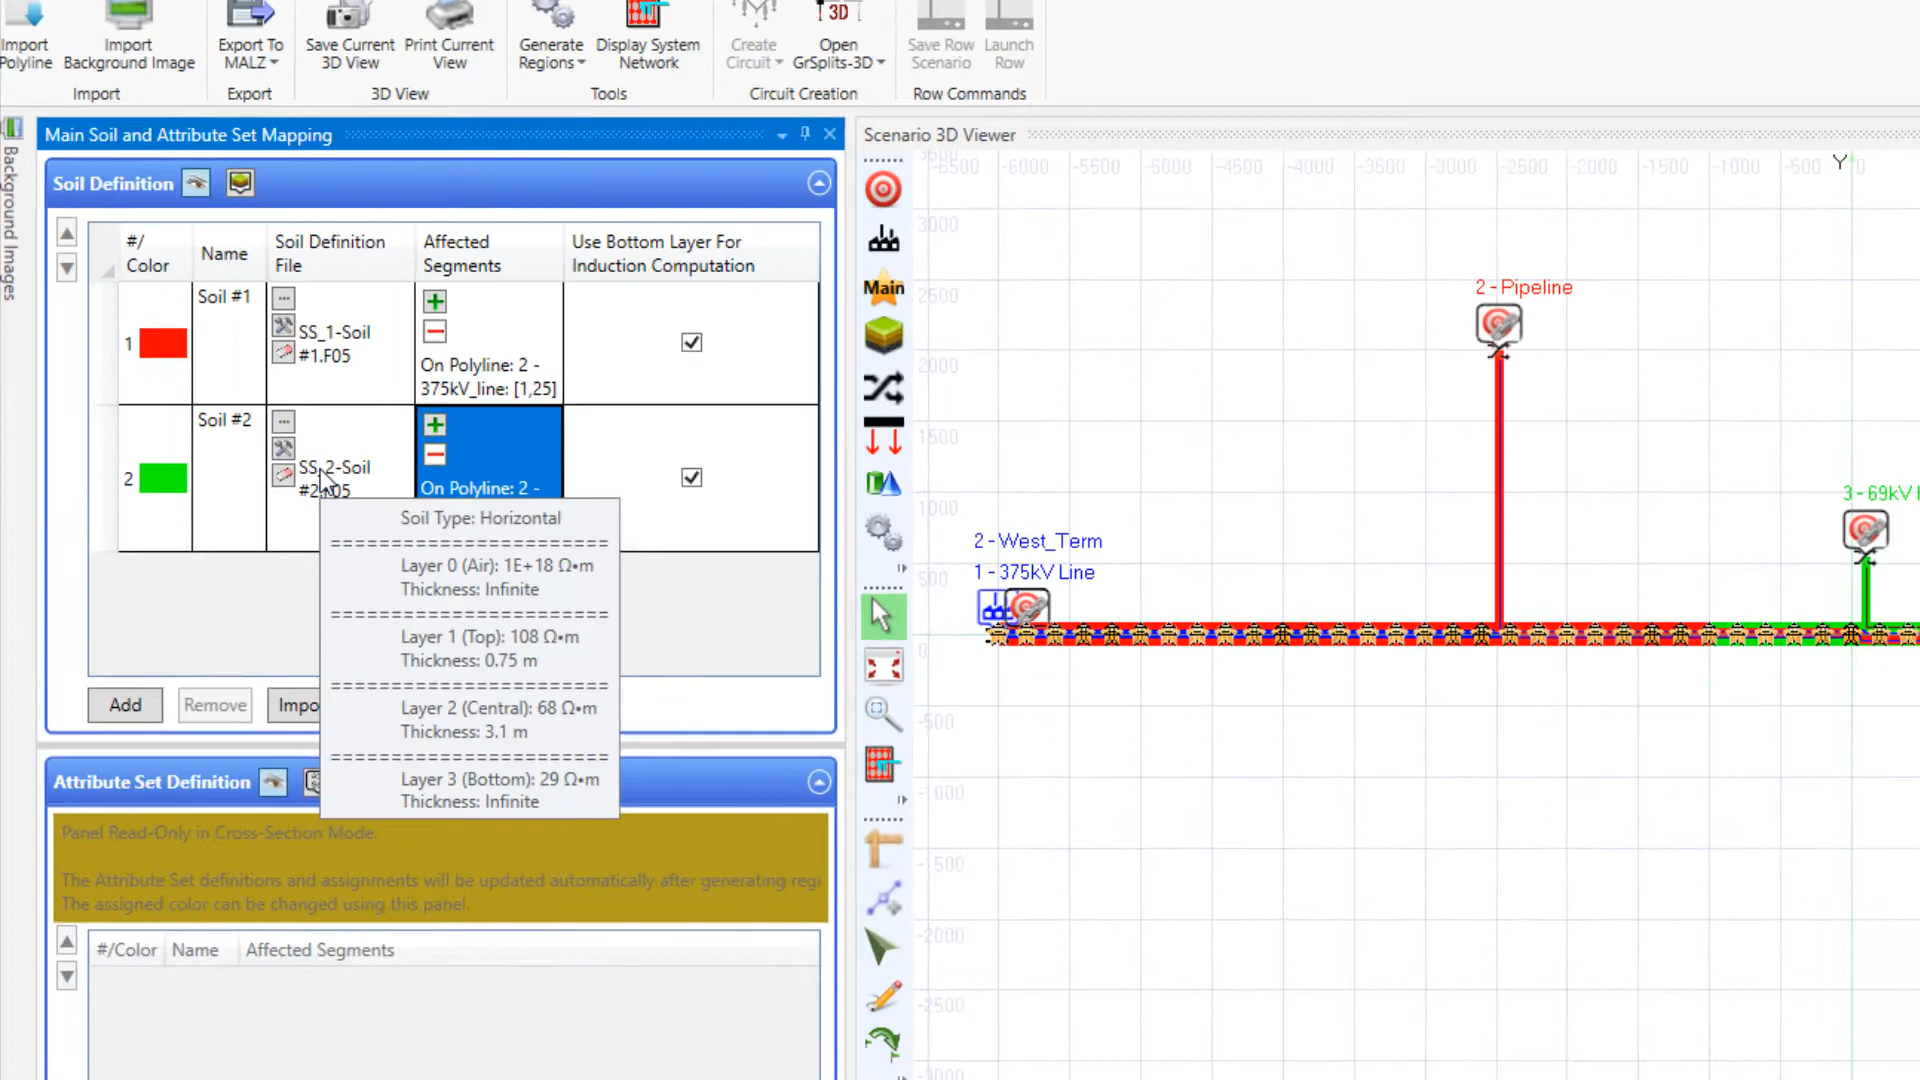 Import
Polyline
Import
Background Image
Export To
MALZ
Save Current
3D View
Print Current
View
Generate
Regions
Display System
Network
Create
Circuit
3D
Open
GrSplits-3D
Save Row
Scenario
Launch
Row
Import
Export
3D View
Tools
Circuit Creation
Row Commands
Background Images
Main Soil and Attribute Set Mapping
Soil Definition
#/
Color
Name
Soil Definition
File
Affected
Segments
Use Bottom Layer For
Induction Computation
1
Soil #1
SS_1-Soil
#1.F05
On Polyline: 2 -
375kV_line: [1,25]
2
Soil #2
SS_2-Soil
On Polyline: 2 -
Soil Type: Horizontal
======================
Layer 0 (Air): 1E+18 Ω•m
Thickness: Infinite
======================
Layer 1 (Top): 108 Ω•m
Thickness: 0.75 m
======================
Layer 2 (Central): 68 Ω•m
Thickness: 3.1 m
======================
Layer 3 (Bottom): 29 Ω•m
Thickness: Infinite
Add
Remove
Impo
Attribute Set Definition
Panel Read-Only in Cross-Section Mode.
The Attribute Set definitions and assignments will be updated automatically after generating regi
The assigned color can be changed using this panel.
#/Color
Name
Affected Segments
Scenario 3D Viewer
Main
-6500
-6000
-5500
-5000
-4500
-4000
-3500
-3000
-2500
-2000
-1500
-1000
-500
Y
0
3000
2500
2000
1500
1000
500
0
-500
-1000
-1500
-2000
-2500
2 - Pipeline
3 - 69kV
2 - West_Term
1 - 375kV Line